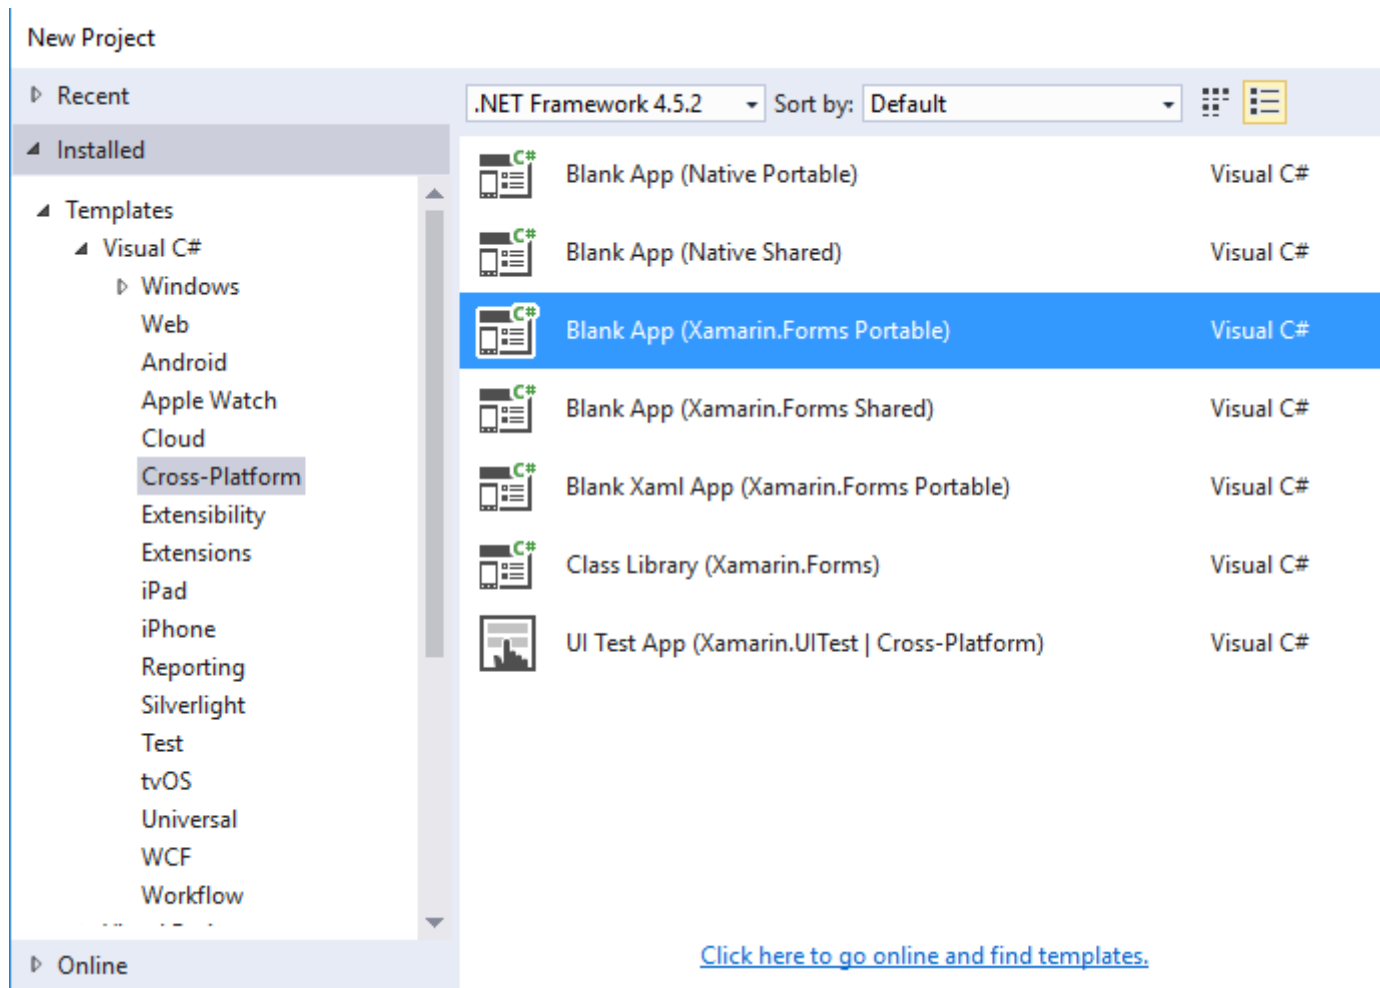 New Project
Recent
.NET Framework 4.5.2 Sort by: Default
Installed
Templates
Visual C#
Windows
Web
Android
Apple Watch
Cloud
Cross-Platform
Extensibility
Extensions
iPad
iPhone
Reporting
Silverlight
Test
tvOS
Universal
WCF
Workflow
Online
C# Blank App (Native Portable) Visual C#
C# Blank App (Native Shared) Visual C#
C# Blank App (Xamarin.Forms Portable) Visual C#
C# Blank App (Xamarin.Forms Shared) Visual C#
C# Blank Xaml App (Xamarin.Forms Portable) Visual C#
C# Class Library (Xamarin.Forms) Visual C#
UI Test App (Xamarin.UITest | Cross-Platform) Visual C#
Click here to go online and find templates.